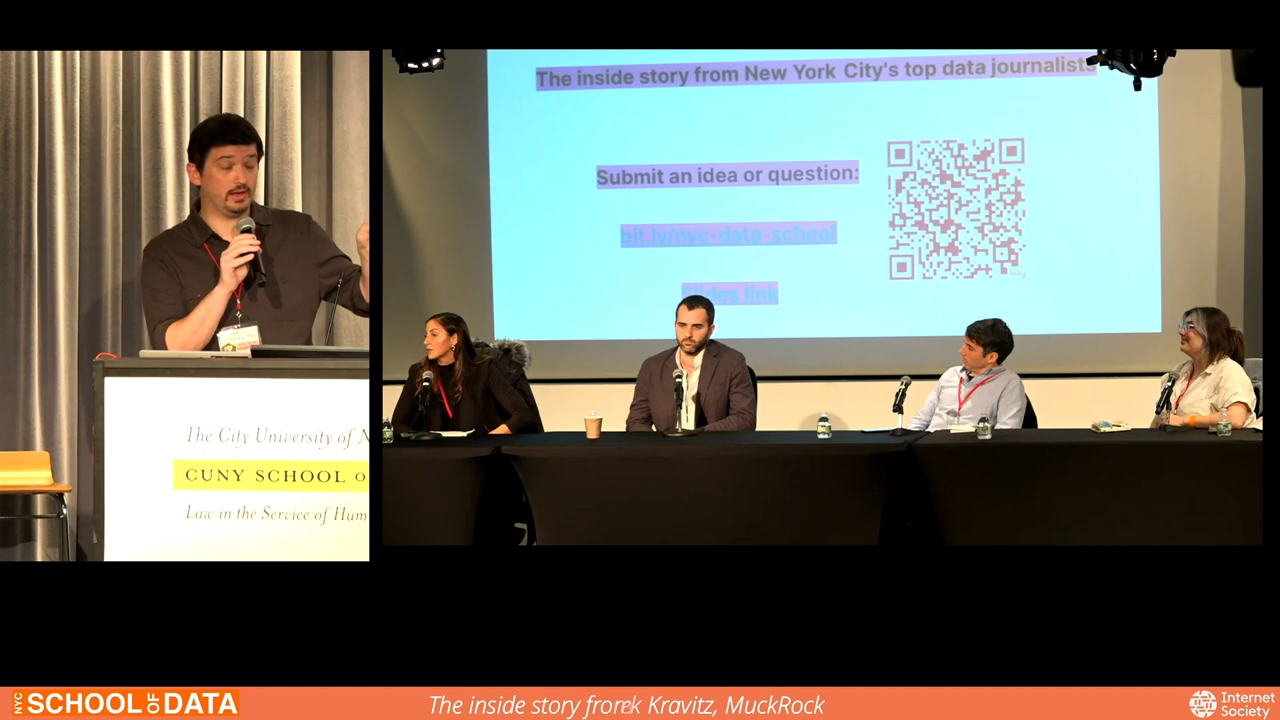 The inside story from New York City's top data journalists
Submit an idea or question:
bit.ly/nyc-data-school
Slides link
The City University of N
CUNY SCHOOL O
Law in the Service of Hum
NYC SCHOOL OF DATA
The inside story from Kravitz, MuckRock
Internet
Society